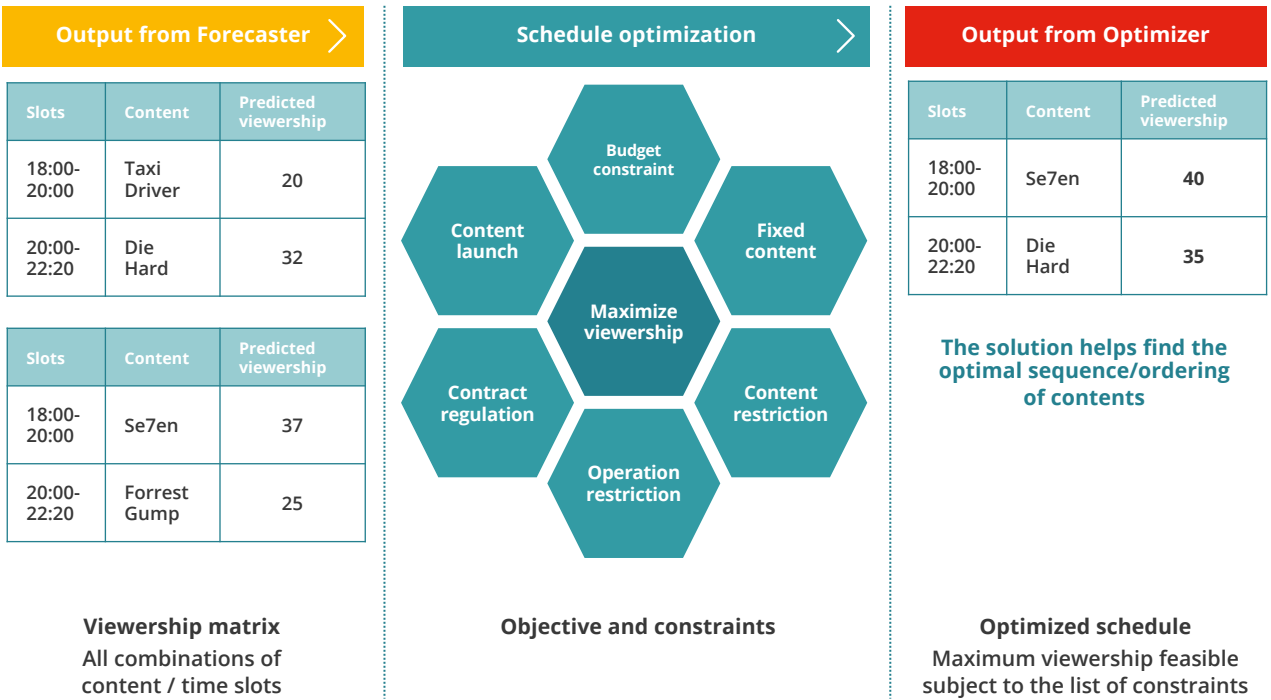 Output from Forecaster
Slots
Content
Predicted
viewership
18:00-
20:00
Taxi
Driver
20
20:00-
22:20
Die
Hard
32
Slots
Content
Predicted
viewership
18:00-
20:00
Se7en
37
20:00-
22:20
Forrest
Gump
25
Viewership matrix
All combinations of
content / time slots
Schedule optimization
Budget
constraint
Content
launch
Fixed
content
Maximize
viewership
Contract
regulation
Content
restriction
Operation
restriction
Objective and constraints
Output from Optimizer
Slots
Content
Predicted
viewership
18:00-
20:00
Se7en
40
20:00-
22:20
Die
Hard
35
The solution helps find the
optimal sequence/ordering
of contents
Optimized schedule
Maximum viewership feasible
subject to the list of constraints